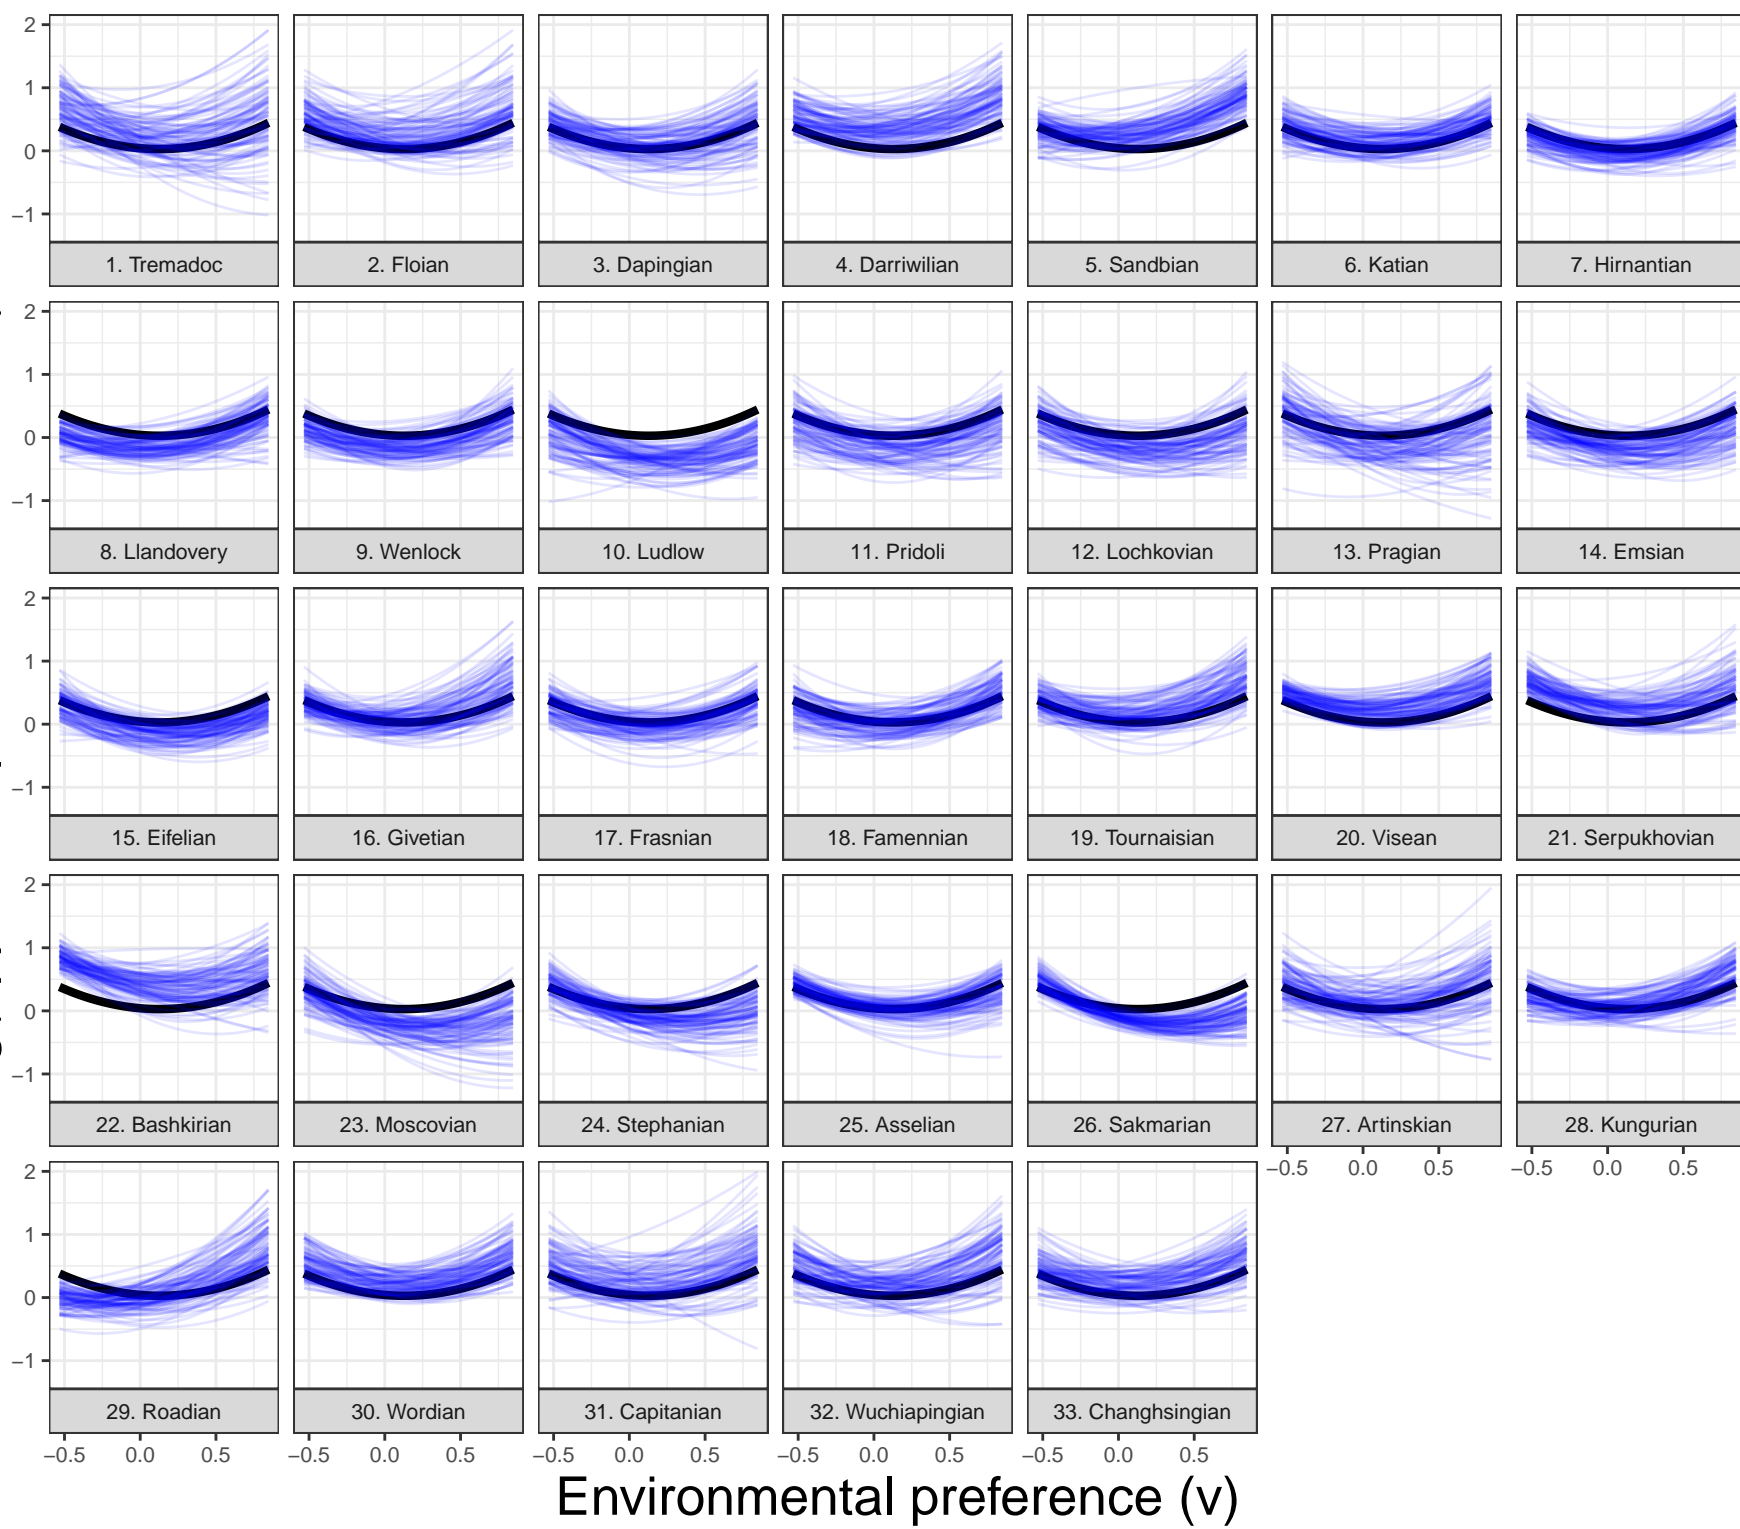 2
1
0
−1
1. Tremadoc
2. Floian
3. Dapingian
4. Darriwilian
5. Sandbian
6. Katian
7. Hirnantian
2
1
0
−1
8. Llandovery
9. Wenlock
10. Ludlow
11. Pridoli
12. Lochkovian
13. Pragian
14. Emsian
2
1
0
−1
15. Eifelian
16. Givetian
17. Frasnian
18. Famennian
19. Tournaisian
20. Visean
21. Serpukhovian
2
1
0
−1
22. Bashkirian
23. Moscovian
24. Stephanian
25. Asselian
26. Sakmarian
27. Artinskian
28. Kungurian
−0.5 0.0 0.5
−0.5 0.0 0.5
2
1
0
−1
29. Roadian
30. Wordian
31. Capitanian
32. Wuchiapingian
33. Changhsingian
−0.5 0.0 0.5
−0.5 0.0 0.5
−0.5 0.0 0.5
−0.5 0.0 0.5
−0.5 0.0 0.5
Environmental preference (v)